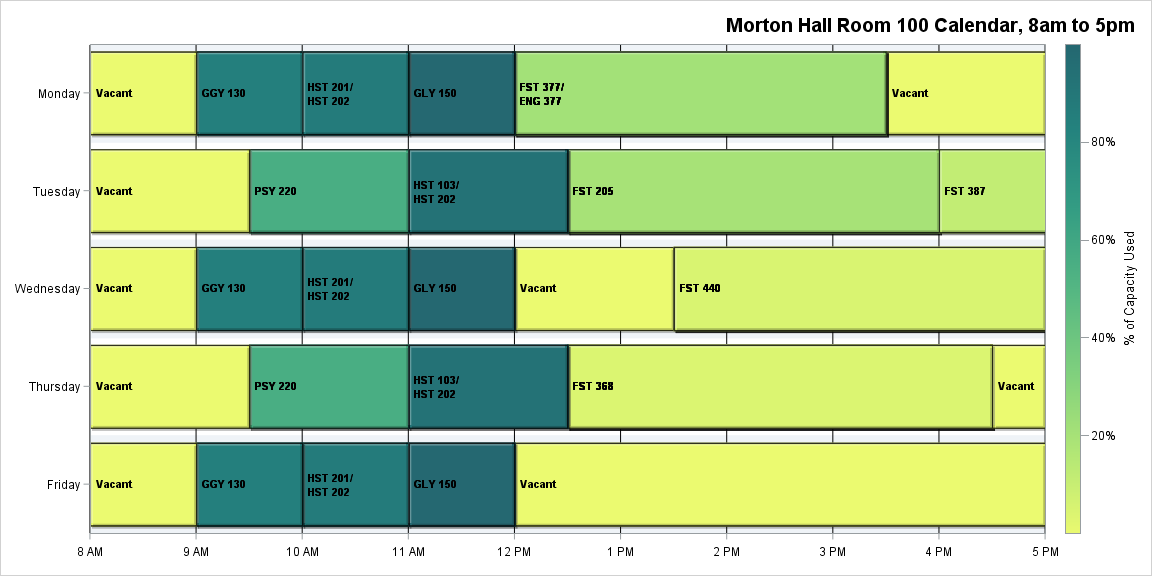 Morton Hall Room 100 Calendar, 8am to 5pm
Monday
Vacant
GGY 130
HST 201/
HST 202
GLY 150
FST 377/
ENG 377
Vacant
Tuesday
Vacant
PSY 220
HST 103/
HST 202
FST 205
FST 387
Wednesday
Vacant
GGY 130
HST 201/
HST 202
GLY 150
Vacant
FST 440
Thursday
Vacant
PSY 220
HST 103/
HST 202
FST 368
Vacant
Friday
Vacant
GGY 130
HST 201/
HST 202
GLY 150
Vacant
8 AM
9 AM
10 AM
11 AM
12 PM
1 PM
2 PM
3 PM
4 PM
5 PM
80%
60%
40%
20%
% of Capacity Used